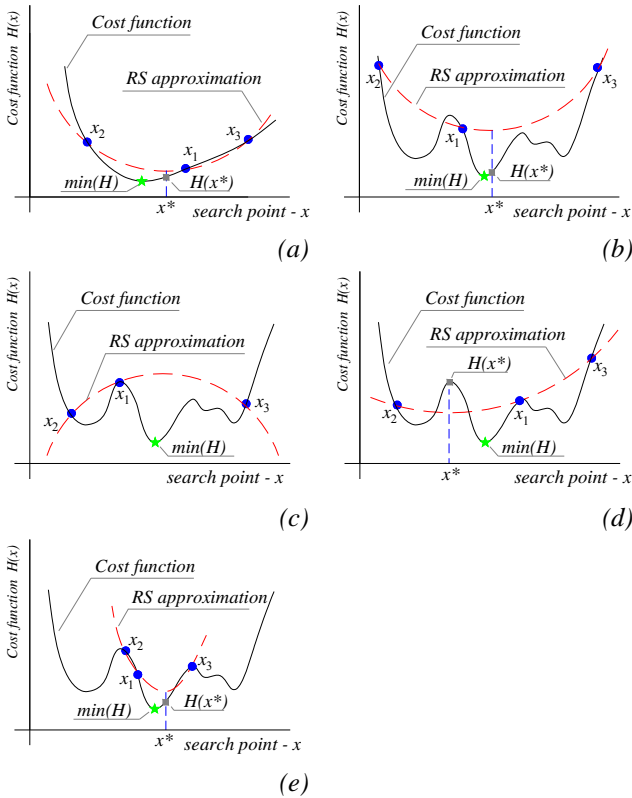 Cost function
RS approximation
Cost function H(x)
x2
x1
x3
min(H)
H(x*)
x*
search point - x
(a)
Cost function
RS approximation
Cost function H(x)
x2
x1
x3
min(H)
H(x*)
x*
search point - x
(b)
Cost function
RS approximation
Cost function H(x)
x2
x1
x3
min(H)
search point - x
(c)
Cost function
RS approximation
Cost function H(x)
H(x*)
x2
x1
x3
min(H)
x*
search point - x
(d)
Cost function
RS approximation
Cost function H(x)
x2
x1
x3
min(H)
H(x*)
x*
search point - x
(e)